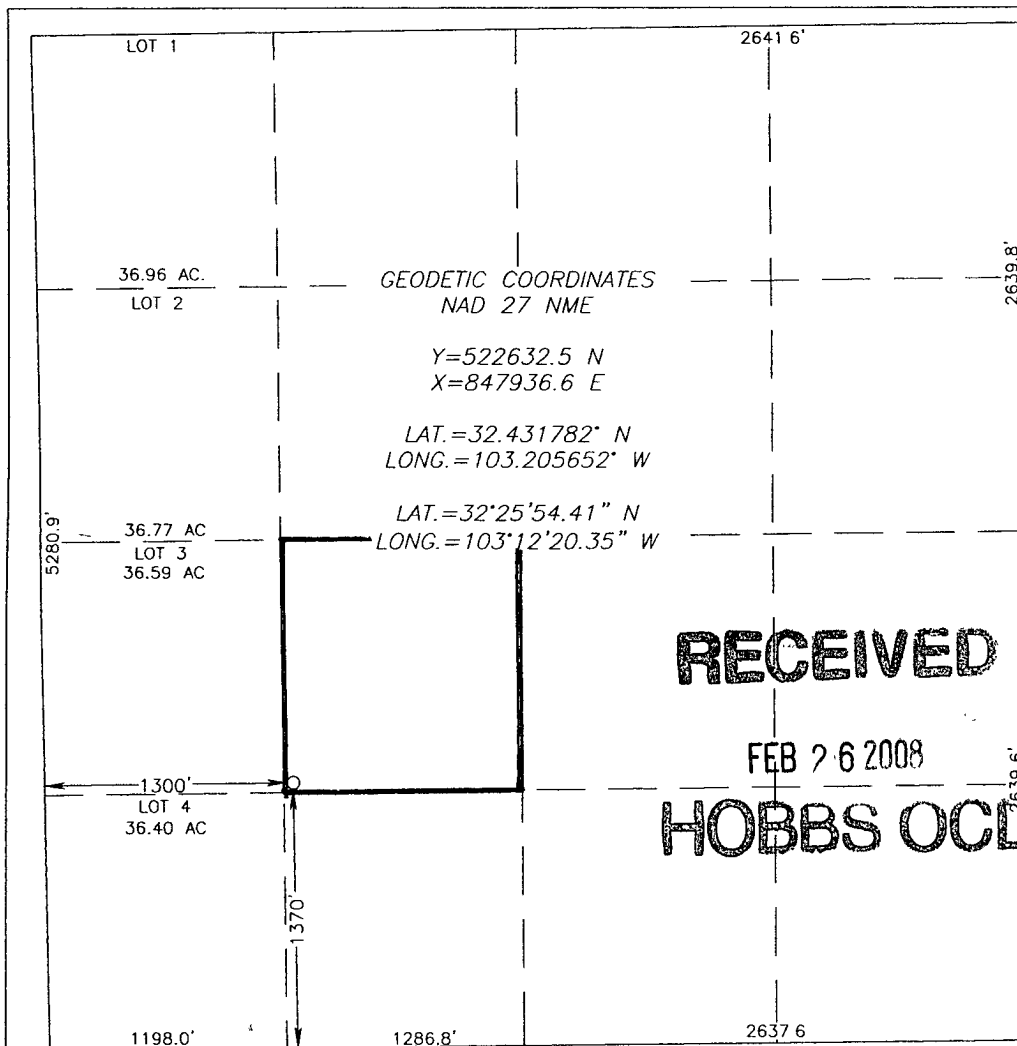 LOT 1
2641 6'
36.96 AC.
LOT 2
GEODETIC COORDINATES
NAD 27 NME
2639.8'
Y=522632.5 N
X=847936.6 E
LAT.=32.431782° N
LONG.=103.205652° W
LAT.=32°25'54.41" N
LONG.=103°12'20.35" W
5280.9'
36.77 AC
LOT 3
36.59 AC
RECEIVED
FEB 26 2008
HOBBS OCD
2639.6'
1300'
LOT 4
36.40 AC
1370'
1198.0'
1286.8'
2637 6